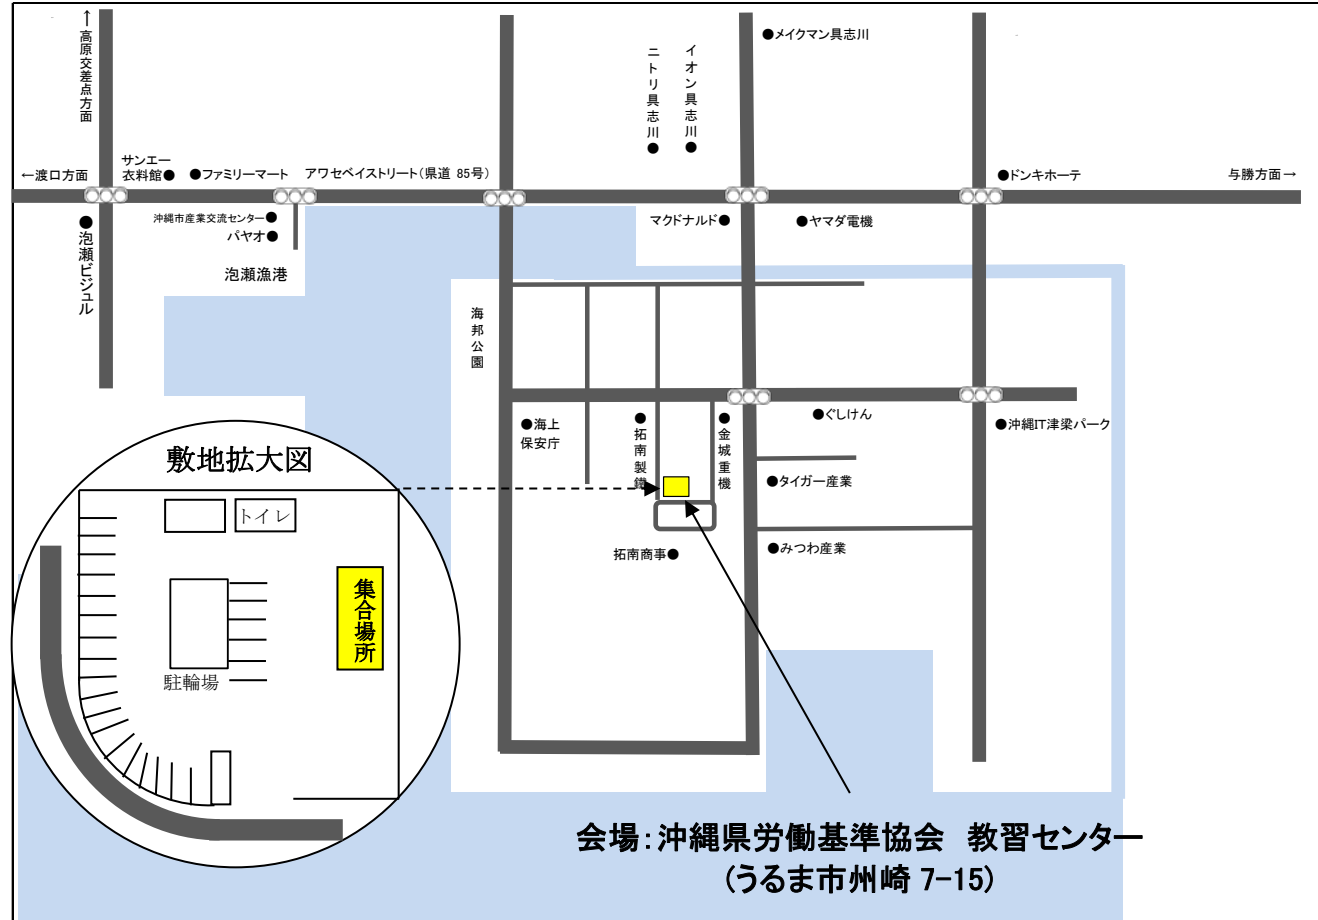 ↑高原交差点方面
●メイクマン具志川
ニトリ具志川●
イオン具志川●
←渡口方面
サンエー
衣料館●
●ファミリーマート
アワセベイストリート(県道 85号)
●ドンキホーテ
与勝方面→
沖縄市産業交流センター●
パヤオ●
●泡瀬ビジュル
泡瀬漁港
マクドナルド●
●ヤマダ電機
海邦公園
●海上
保安庁
●拓南製鐵
●金城重機
●ぐしけん
●沖縄IT津梁パーク
●タイガー産業
拓南商事●
●みつわ産業
敷地拡大図
トイレ
集合場所
駐輪場
会場:沖縄県労働基準協会 教習センター
(うるま市州崎 7-15)